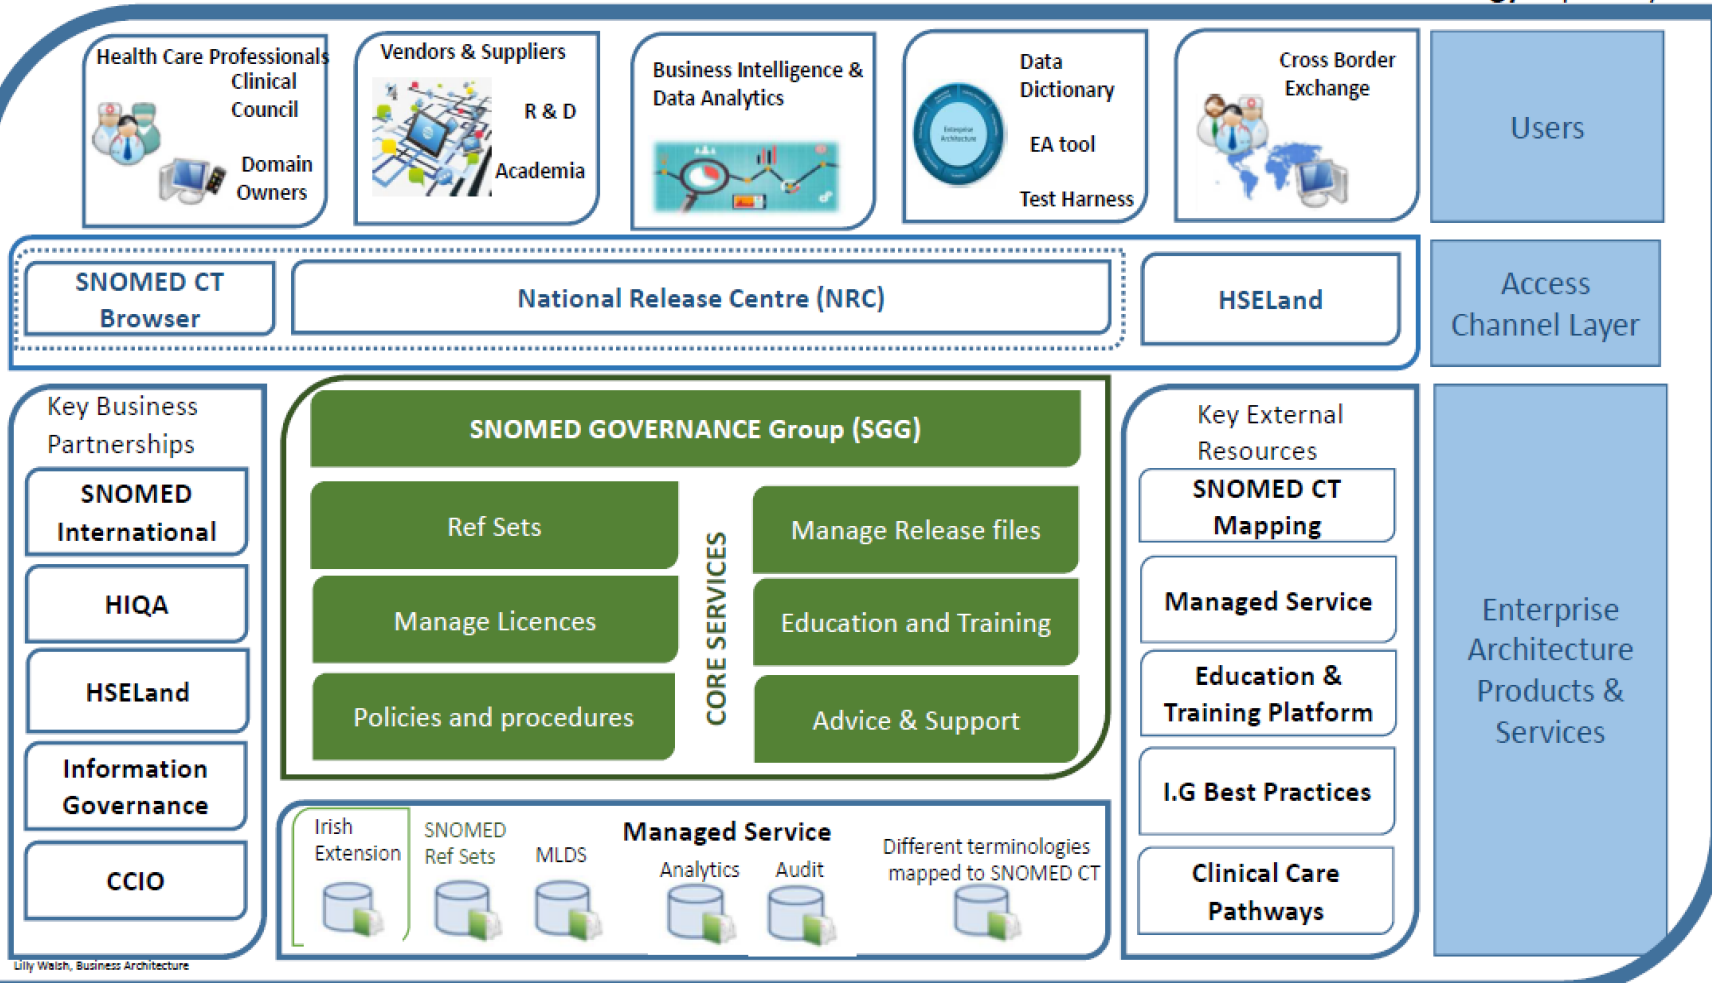 Health Care Professionals
Clinical
Council
Domain
Owners
Vendors & Suppliers
R & D
Academia
Business Intelligence &
Data Analytics
Data
Dictionary
EA tool
Test Harness
Enterprise
Architecture
Cross Border
Exchange
Users
SNOMED CT
Browser
National Release Centre (NRC)
HSELand
Access
Channel Layer
Key Business
Partnerships
SNOMED
International
HIQA
HSELand
Information
Governance
CCIO
SNOMED GOVERNANCE Group (SGG)
Ref Sets
Manage Licences
Policies and procedures
CORE SERVICES
Manage Release files
Education and Training
Advice & Support
Key External
Resources
SNOMED CT
Mapping
Managed Service
Education &
Training Platform
I.G Best Practices
Clinical Care
Pathways
Enterprise
Architecture
Products &
Services
Irish
Extension
SNOMED
Ref Sets
MLDS
Managed Service
Analytics
Audit
Different terminologies
mapped to SNOMED CT
Lilly Walsh, Business Architecture